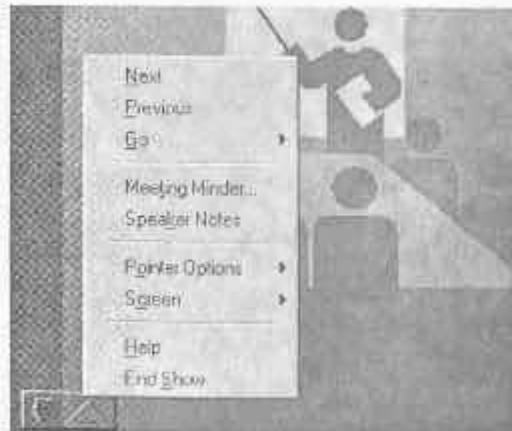 Next
Previous
Go
Meeting Minder...
Speaker Notes
Pointer Options
Screen
Help
End Show